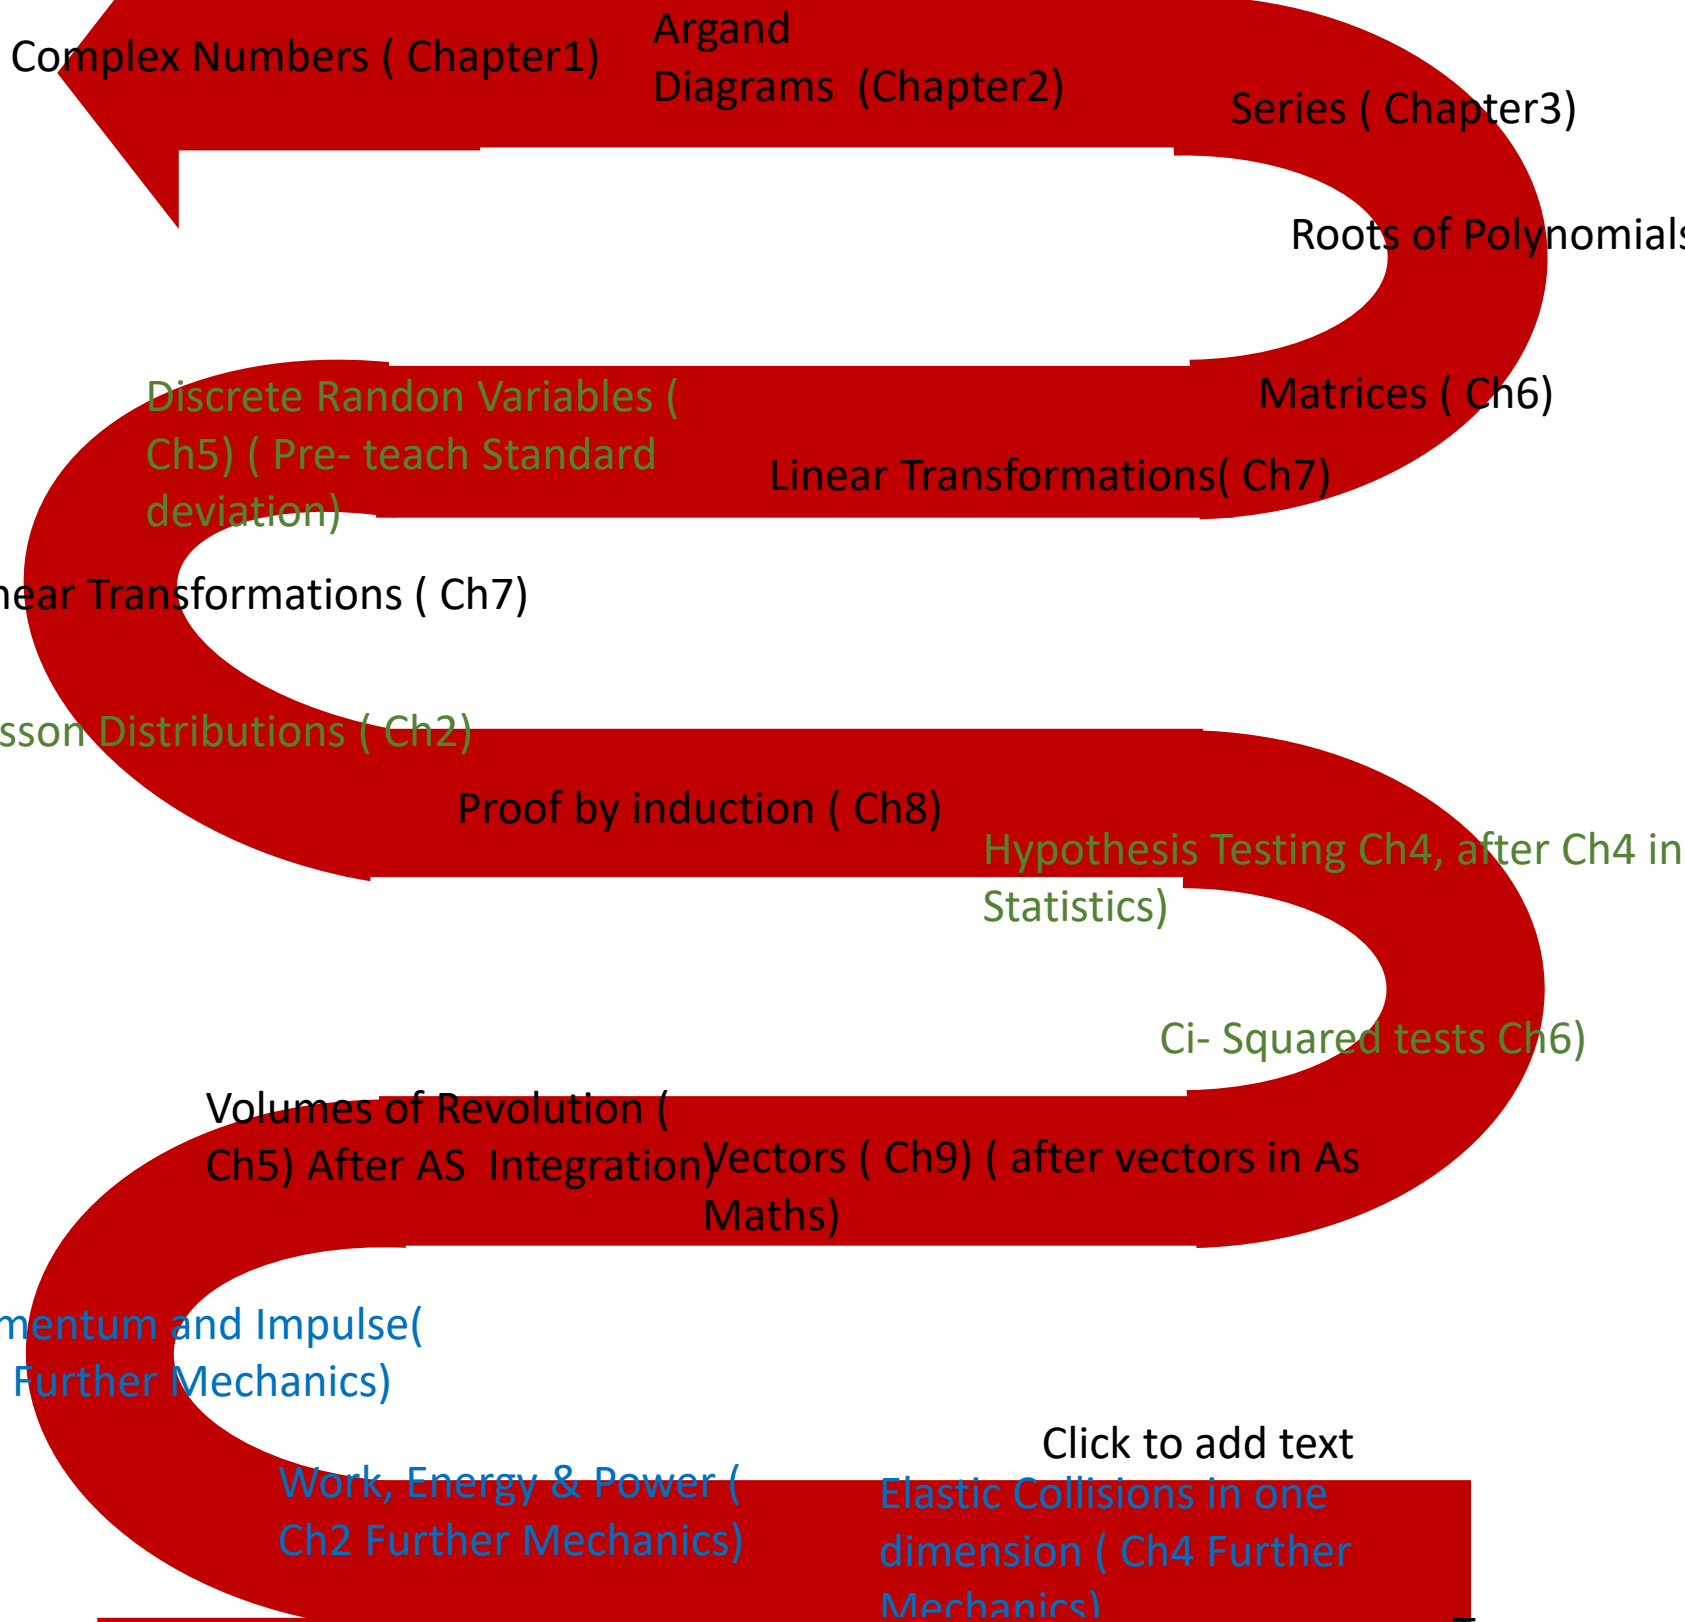 Complex Numbers ( Chapter1)
Argand
Diagrams (Chapter2)
Series ( Chapter3)
Roots of Polynomials
Matrices ( Ch6)
Linear Transformations( Ch7)
Discrete Randon Variables (
Ch5) ( Pre- teach Standard
deviation)
near Transformations ( Ch7)
sson Distributions ( Ch2)
Proof by induction ( Ch8)
Hypothesis Testing Ch4, after Ch4 in
Statistics)
Ci- Squared tests Ch6)
Volumes of Revolution (
Ch5) After AS Integration)
Vectors ( Ch9) ( after vectors in As
Maths)
mentum and Impulse(
Further Mechanics)
Click to add text
Work, Energy & Power (
Ch2 Further Mechanics)
Elastic Collisions in one
dimension ( Ch4 Further
Mechanics)